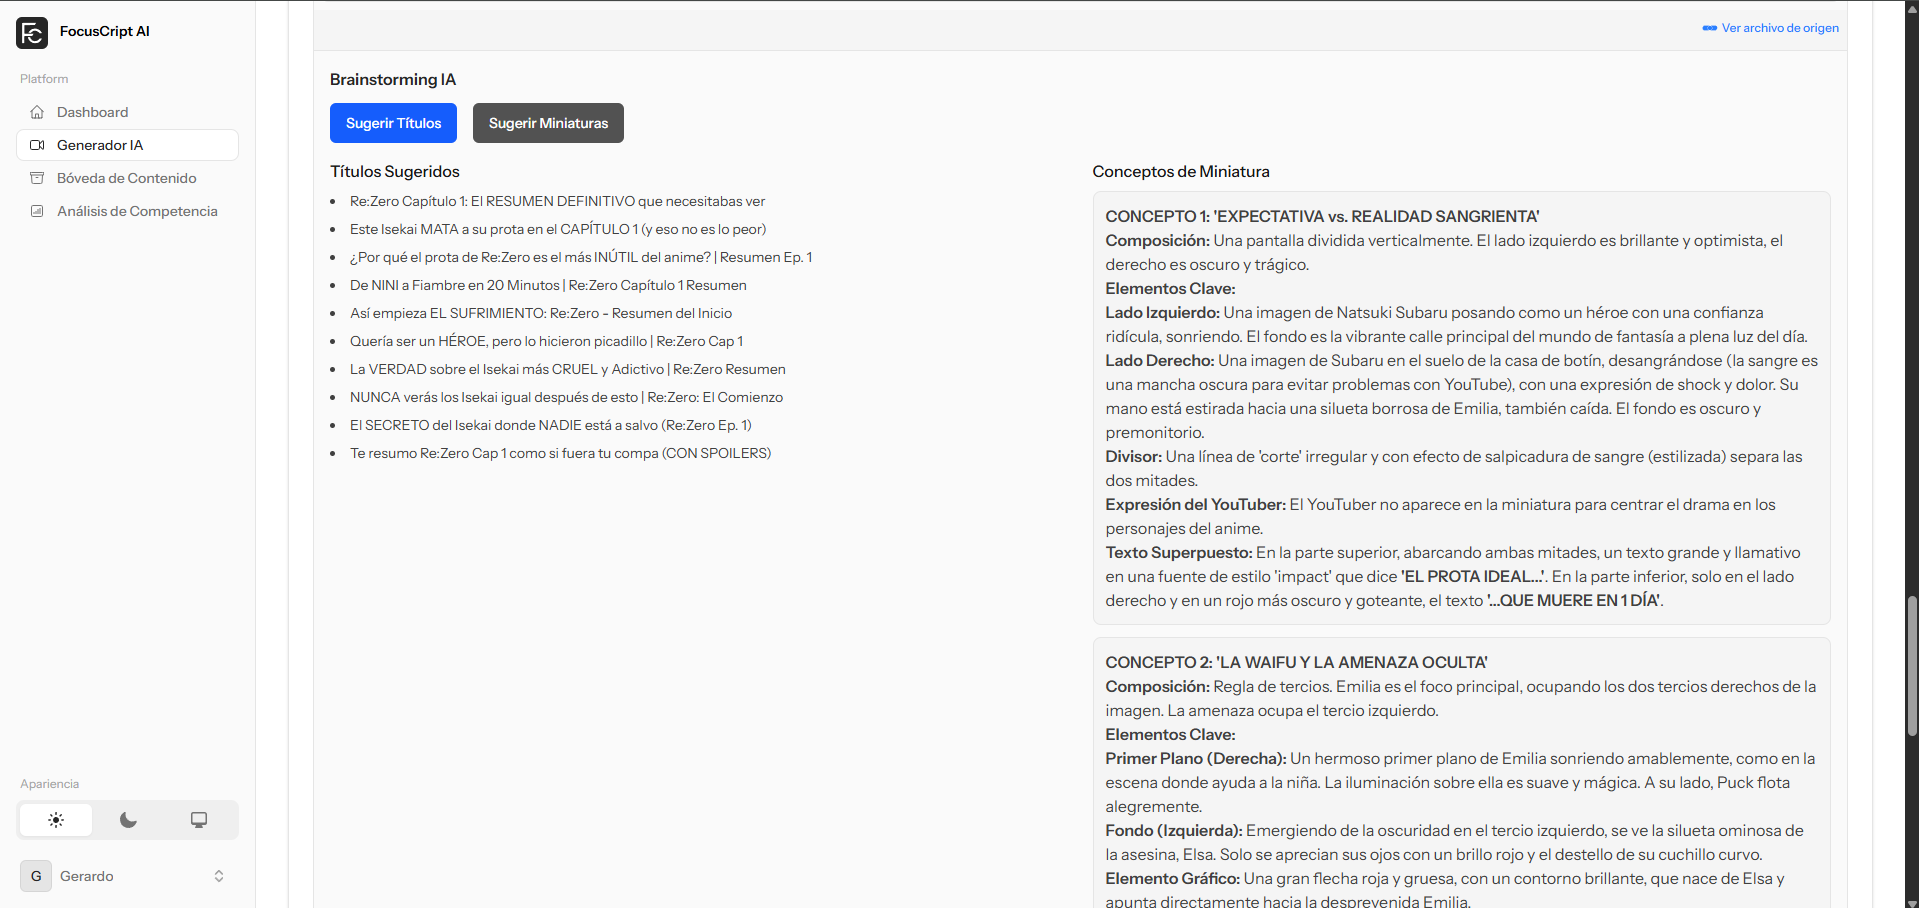 FocusCript AI
Platform
Dashboard
Generador IA
Bóveda de Contenido
Análisis de Competencia
Apariencia
G
Gerardo
Ver archivo de origen
Brainstorming IA
Sugerir Títulos
Sugerir Miniaturas
Títulos Sugeridos
Re:Zero Capítulo 1: El RESUMEN DEFINITIVO que necesitabas ver
Este Isekai MATA a su prota en el CAPÍTULO 1 (y eso no es lo peor)
¿Por qué el prota de Re:Zero es el más INÚTIL del anime? | Resumen Ep. 1
De NINI a Fiambre en 20 Minutos | Re:Zero Capítulo 1 Resumen
Así empieza EL SUFRIMIENTO: Re:Zero - Resumen del Inicio
Quería ser un HÉROE, pero lo hicieron picadillo | Re:Zero Cap 1
La VERDAD sobre el Isekai más CRUEL y Adictivo | Re:Zero Resumen
NUNCA verás los Isekai igual después de esto | Re:Zero: El Comienzo
El SECRETO del Isekai donde NADIE está a salvo (Re:Zero Ep. 1)
Te resumo Re:Zero Cap 1 como si fuera tu compa (CON SPOILERS)
Conceptos de Miniatura
CONCEPTO 1: 'EXPECTATIVA vs. REALIDAD SANGRIENTA'
Composición: Una pantalla dividida verticalmente. El lado izquierdo es brillante y optimista, el
derecho es oscuro y trágico.
Elementos Clave:
Lado Izquierdo: Una imagen de Natsuki Subaru posando como un héroe con una confianza
ridícula, sonriendo. El fondo es la vibrante calle principal del mundo de fantasía a plena luz del día.
Lado Derecho: Una imagen de Subaru en el suelo de la casa de botín, desangrándose (la sangre es
una mancha oscura para evitar problemas con YouTube), con una expresión de shock y dolor. Su
mano está estirada hacia una silueta borrosa de Emilia, también caída. El fondo es oscuro y
premonitorio.
Divisor: Una línea de 'corte' irregular y con efecto de salpicadura de sangre (estilizada) separa las
dos mitades.
Expresión del YouTuber: El YouTuber no aparece en la miniatura para centrar el drama en los
personajes del anime.
Texto Superpuesto: En la parte superior, abarcando ambas mitades, un texto grande y llamativo
en una fuente de estilo 'impact' que dice 'EL PROTA IDEAL...'. En la parte inferior, solo en el lado
derecho y en un rojo más oscuro y goteante, el texto '...QUE MUERE EN 1 DÍA'.
CONCEPTO 2: 'LA WAIFU Y LA AMENAZA OCULTA'
Composición: Regla de tercios. Emilia es el foco principal, ocupando los dos tercios derechos de la
imagen. La amenaza ocupa el tercio izquierdo.
Elementos Clave:
Primer Plano (Derecha): Un hermoso primer plano de Emilia sonriendo amablemente, como en la
escena donde ayuda a la niña. La iluminación sobre ella es suave y mágica. A su lado, Puck flota
alegremente.
Fondo (Izquierda): Emergiendo de la oscuridad en el tercio izquierdo, se ve la silueta ominosa de
la asesina, Elsa. Solo se aprecian sus ojos con un brillo rojo y el destello de su cuchillo curvo.
Elemento Gráfico: Una gran flecha roja y gruesa, con un contorno brillante, que nace de Elsa y
apunta directamente hacia la desprevenida Emilia.